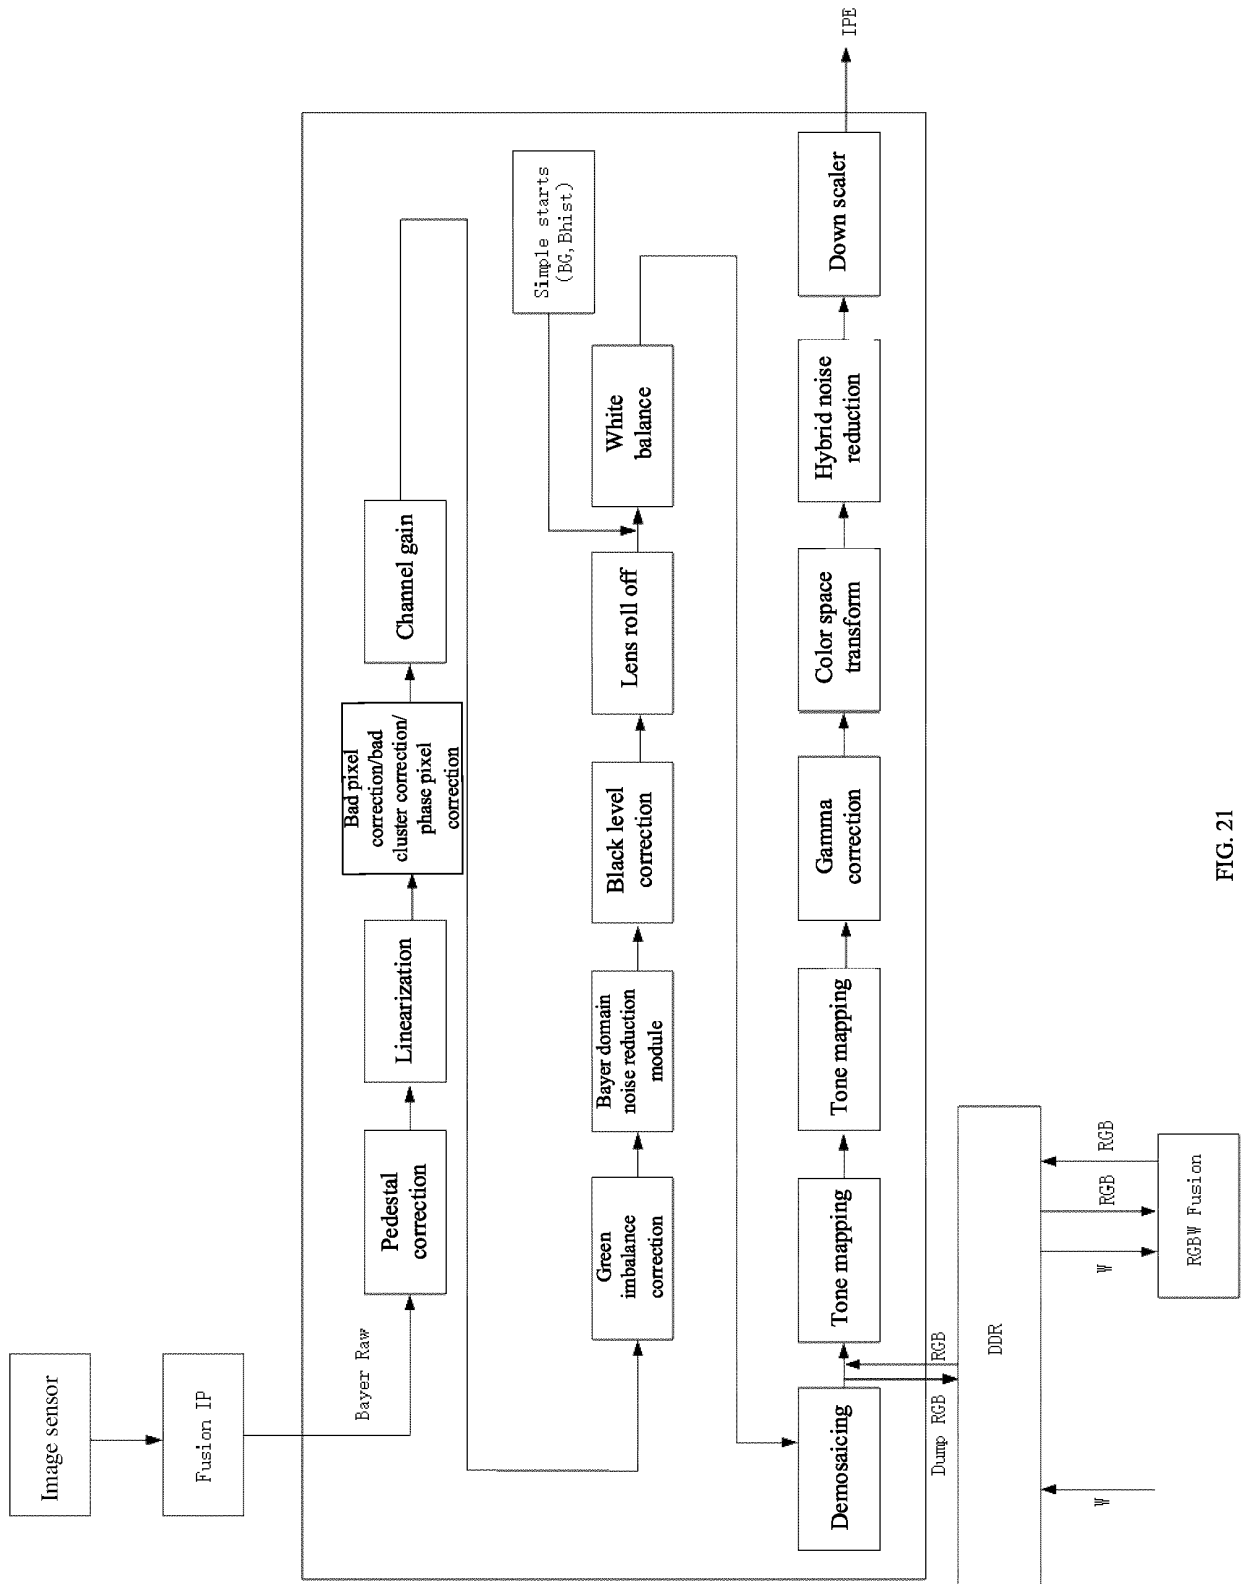 Image sensor
Fusion IP
Bayer Raw
Pedestal
correction
Linearization
Bad pixel
correction/bad
cluster correction/
phase pixel
correction
Channel gain
Green
imbalance
correction
Bayer domain
noise reduction
module
Black level
correction
Lens roll off
Simple starts
(BG, Bhist)
White
balance
Demosaicing
Tone mapping
Tone mapping
Gamma
correction
Color space
transform
Hybrid noise
reduction
Down scaler
IPE
Dump RGB
RGB
DDR
W
W
RGB
RGB
RGBW Fusion
FIG. 21